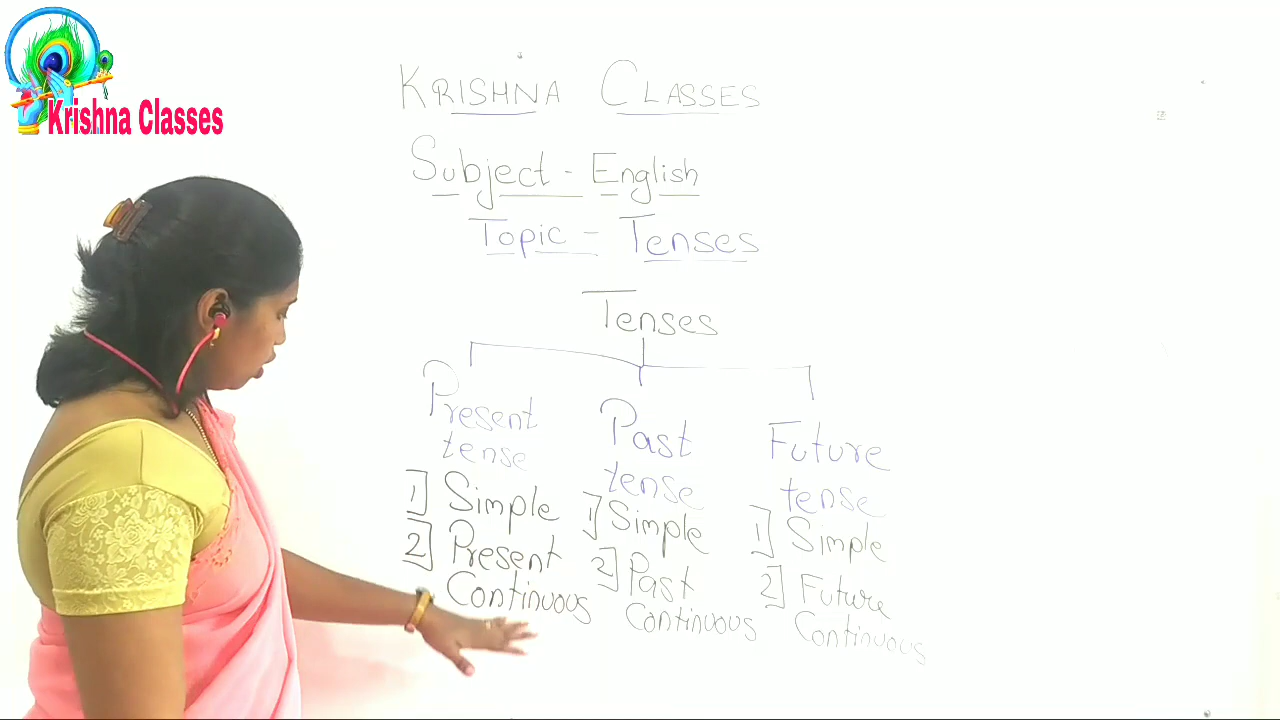 Krishna Classes
KRISHNA CLASSES
Subject - English
Topic - Tenses
Tenses
Present
tense
1] Simple
2] Present
Continuous
Past
tense
1] Simple
2] Past
Continuous
Future
tense
1] Simple
2] Future
Continuous